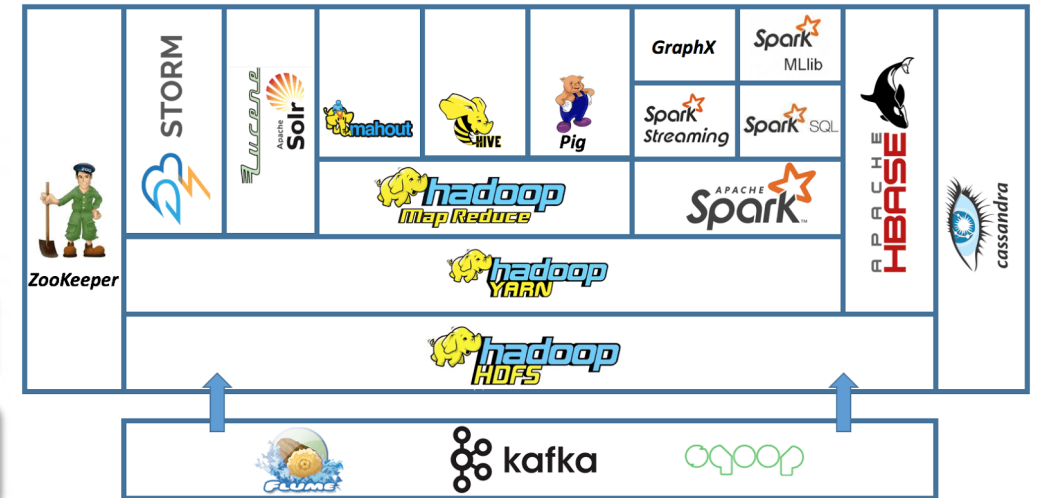 ZooKeeper
STORM
Lucene
Apache
Solr
mahout
HIVE
Pig
GraphX
Spark
MLlib
Spark
Streaming
Spark SQL
hadoop
Map Reduce
APACHE
Spark™
APACHE
HBASE
cassandra
hadoop
YARN
hadoop
HDFS
FLUME
kafka
sqoop